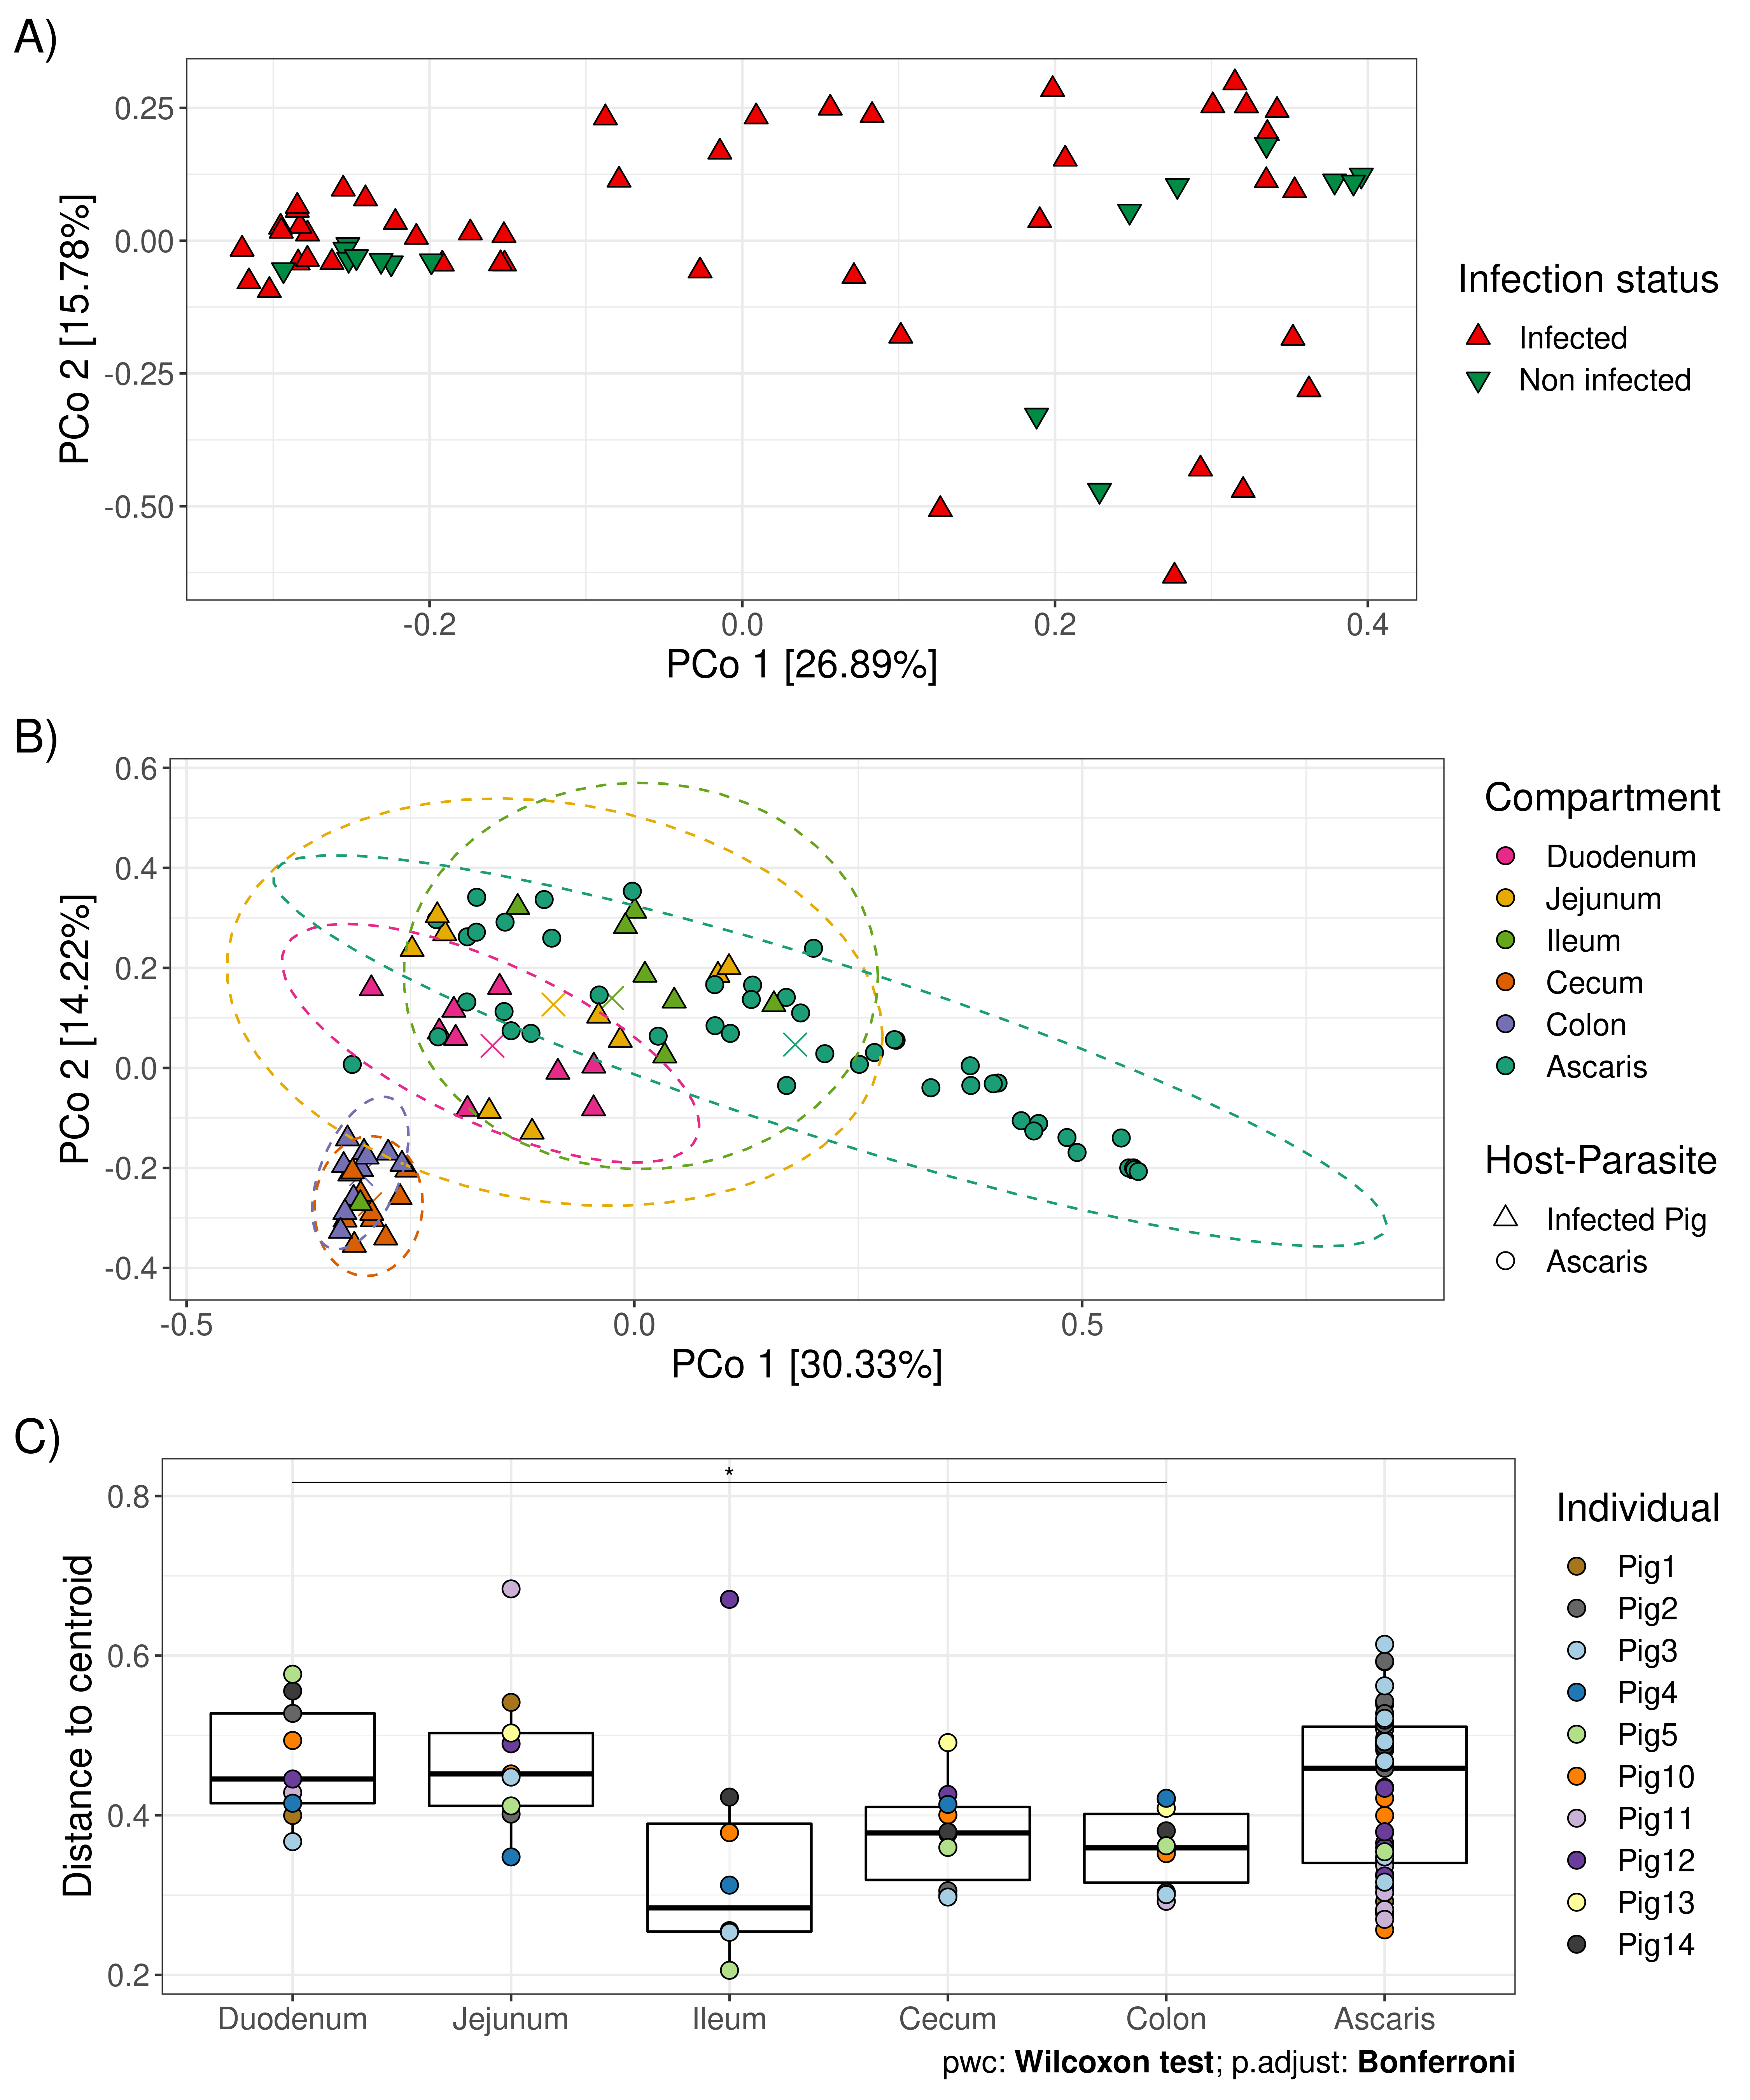 A)
0.25
0.00
-0.25
-0.50
PCo 2 [15.78%]
-0.2
0.0
0.2
0.4
PCo 1 [26.89%]
Infection status
Infected
Non infected
B)
0.6
0.4
0.2
0.0
-0.2
-0.4
PCo 2 [14.22%]
-0.5
0.0
0.5
PCo 1 [30.33%]
Compartment
Duodenum
Jejunum
Ileum
Cecum
Colon
Ascaris
Host-Parasite
Infected Pig
Ascaris
C)
*
0.8
0.6
0.4
0.2
Distance to centroid
Duodenum
Jejunum
Ileum
Cecum
Colon
Ascaris
pwc: Wilcoxon test; p.adjust: Bonferroni
Individual
Pig1
Pig2
Pig3
Pig4
Pig5
Pig10
Pig11
Pig12
Pig13
Pig14